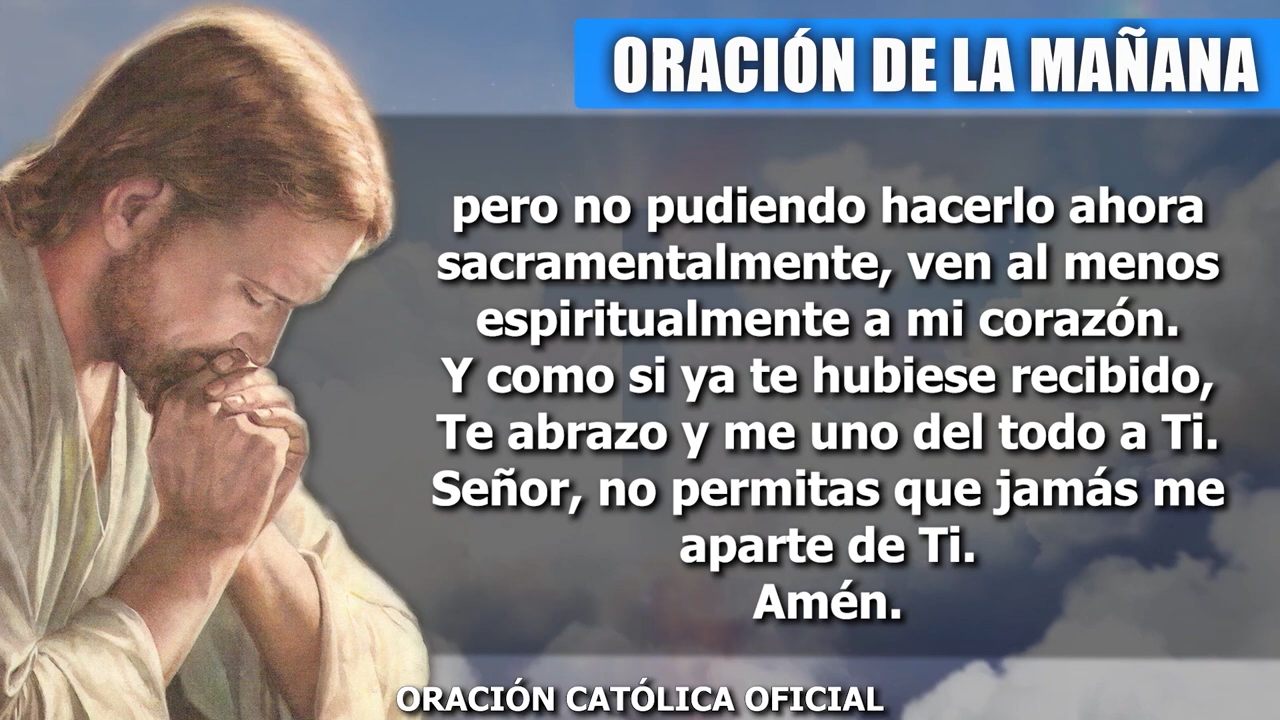 ORACIÓN DE LA MAÑANA
pero no pudiendo hacerlo ahora
sacramentalmente, ven al menos
espiritualmente a mi corazón.
Y como si ya te hubiese recibido,
Te abrazo y me uno del todo a Ti.
Señor, no permitas que jamás me
aparte de Ti.
Amén.
ORACIÓN CATÓLICA OFICIAL